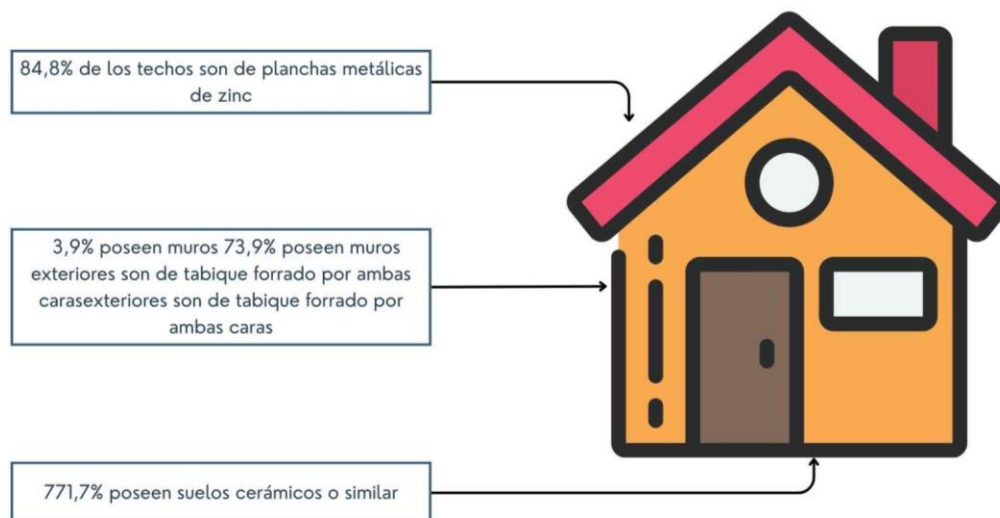 84,8% de los techos son de planchas metálicas
de zinc
3,9% poseen muros 73,9% poseen muros
exteriores son de tabique forrado por ambas
carasexteriores son de tabique forrado por
ambas caras
771,7% poseen suelos cerámicos o similar